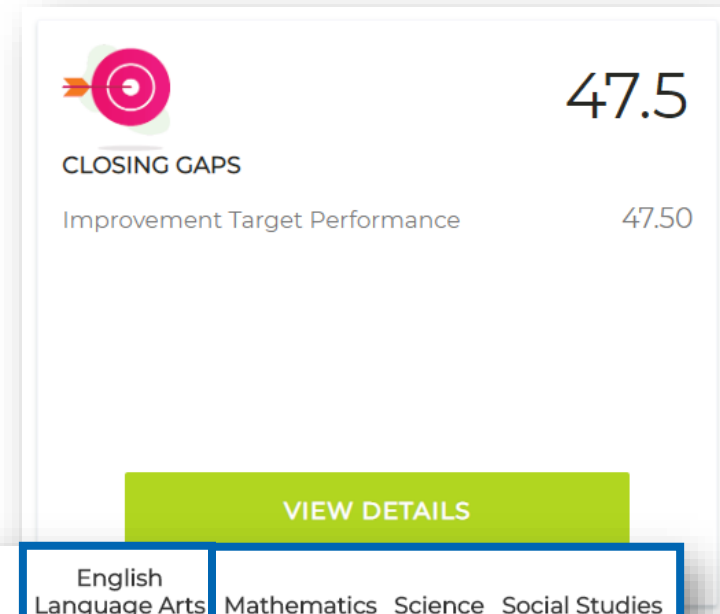 47.5
CLOSING GAPS
Improvement Target Performance 47.50
VIEW DETAILS
English
Language Arts Mathematics Science Social Studies